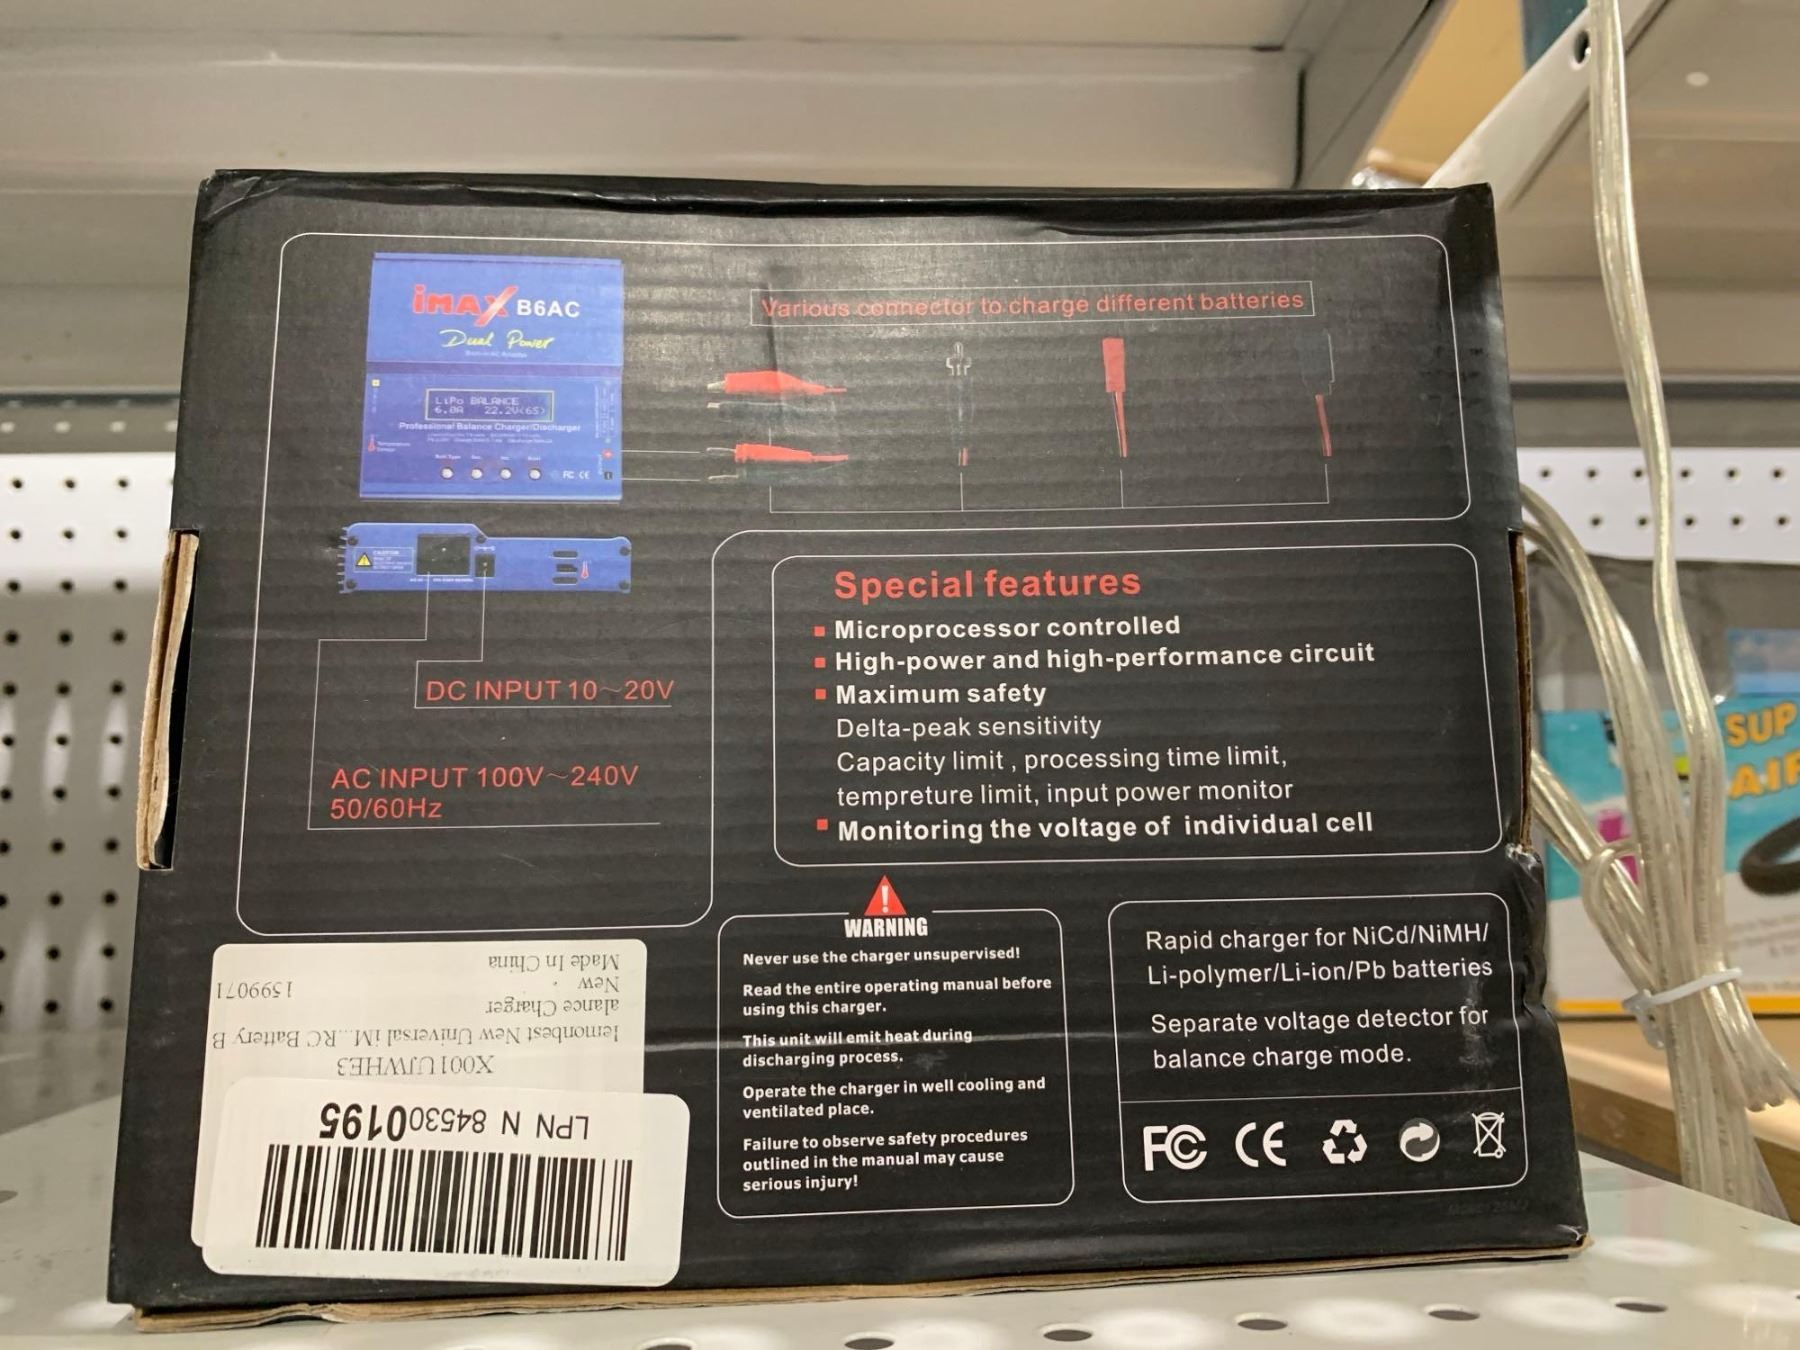 iMAX B6AC
Dual Power
LiPo BALANCE
6.0A 22.2V(6S)
Professional Balance Charger/Discharger
Temperature
FC CE
Various connector to charge different batteries
DC INPUT 10～20V
AC INPUT 100V～240V
50/60Hz
Special features
Microprocessor controlled
High-power and high-performance circuit
Maximum safety
Delta-peak sensitivity
Capacity limit , processing time limit,
tempreture limit, input power monitor
Monitoring the voltage of individual cell
WARNING
Never use the charger unsupervised!
Read the entire operating manual before
using this charger.
This unit will emit heat during
discharging process.
Operate the charger in well cooling and
ventilated place.
Failure to observe safety procedures
outlined in the manual may cause
serious injury!
Rapid charger for NiCd/NiMH/
Li-polymer/Li-ion/Pb batteries
Separate voltage detector for
balance charge mode.
FC CE
LPN N 845300195
X001UJWHE3
lemonbest New Universal iM...RC Battery B
alance Charger
New
1599071
Made In China
SUP
AIR